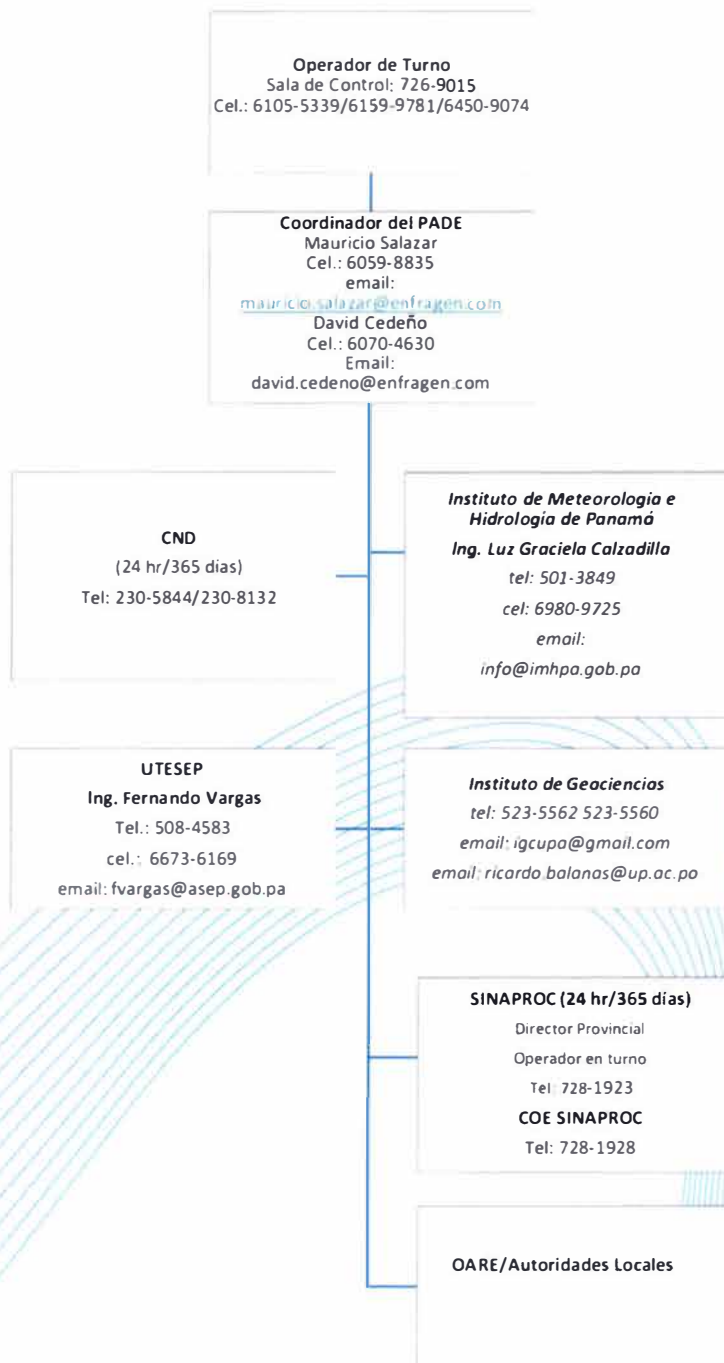 Operador de Turno
Sala de Control: 726-9015
Cel.: 6105-5339/6159-9781/6450-9074
Coordinador del PADE
Mauricio Salazar
Cel.: 6059-8835
email:
mauricio.salazar@enfragen.com
David Cedeño
Cel.: 6070-4630
Email:
david.cedeno@enfragen.com
CND
(24 hr/365 días)
Tel: 230-5844/230-8132
Instituto de Meteorología e
Hidrología de Panamá
Ing. Luz Graciela Calzadilla
tel: 501-3849
cel: 6980-9725
email:
info@imhpa.gob.pa
UTESEP
Ing. Fernando Vargas
Tel.: 508-4583
cel.: 6673-6169
email: fvargas@asep.gob.pa
Instituto de Geociencias
tel: 523-5562 523-5560
email: igcupa@gmail.com
email: ricardo.balanas@up.ac.pa
SINAPROC (24 hr/365 días)
Director Provincial
Operador en turno
Tel: 728-1923
COE SINAPROC
Tel: 728-1928
OARE/Autoridades Locales